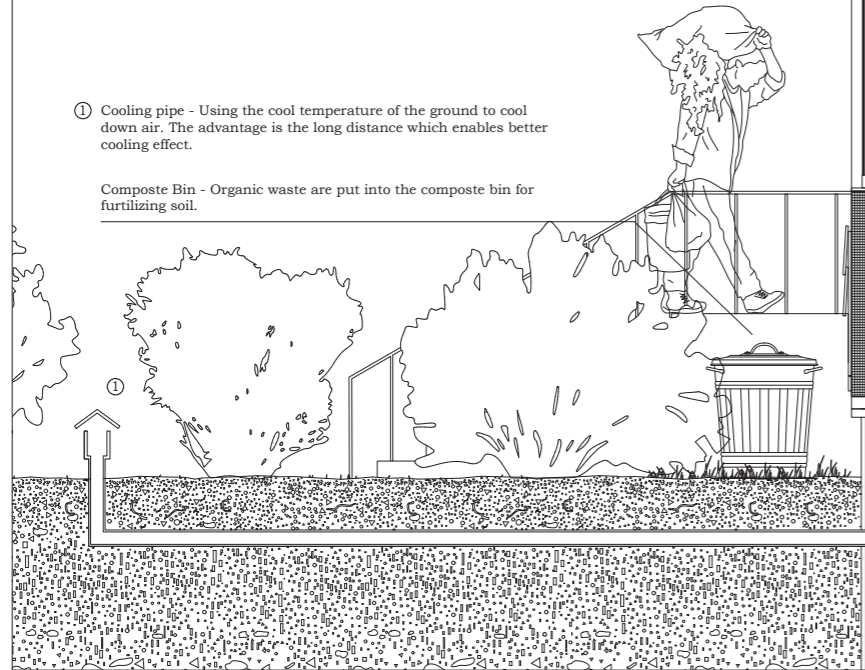 ① Cooling pipe - Using the cool temperature of the ground to cool
down air. The advantage is the long distance which enables better
cooling effect.
Composte Bin - Organic waste are put into the composte bin for
furtilizing soil.
①